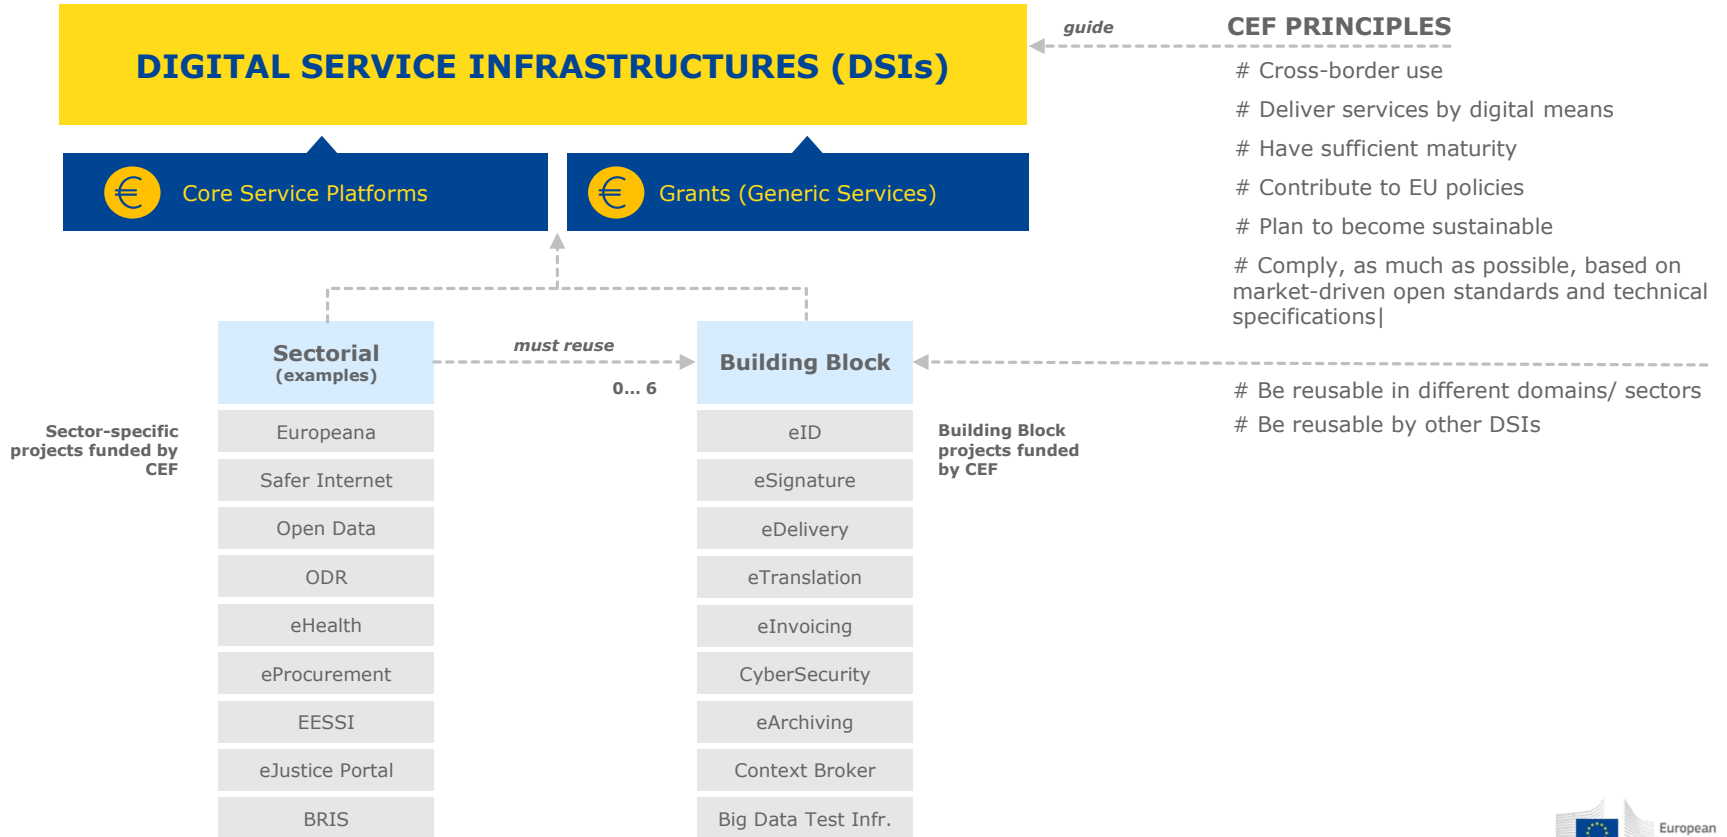 DIGITAL SERVICE INFRASTRUCTURES (DSIs)
guide
CEF PRINCIPLES
# Cross-border use
# Deliver services by digital means
# Have sufficient maturity
# Contribute to EU policies
# Plan to become sustainable
# Comply, as much as possible, based on
market-driven open standards and technical
specifications|
€ Core Service Platforms
€ Grants (Generic Services)
Sectorial
(examples)
must reuse
0... 6
Building Block
# Be reusable in different domains/ sectors
# Be reusable by other DSIs
Sector-specific
projects funded by
CEF
Europeana
Safer Internet
Open Data
ODR
eHealth
eProcurement
EESSI
eJustice Portal
BRIS
eID
eSignature
eDelivery
eTranslation
eInvoicing
CyberSecurity
eArchiving
Context Broker
Big Data Test Infr.
Building Block
projects funded
by CEF
European